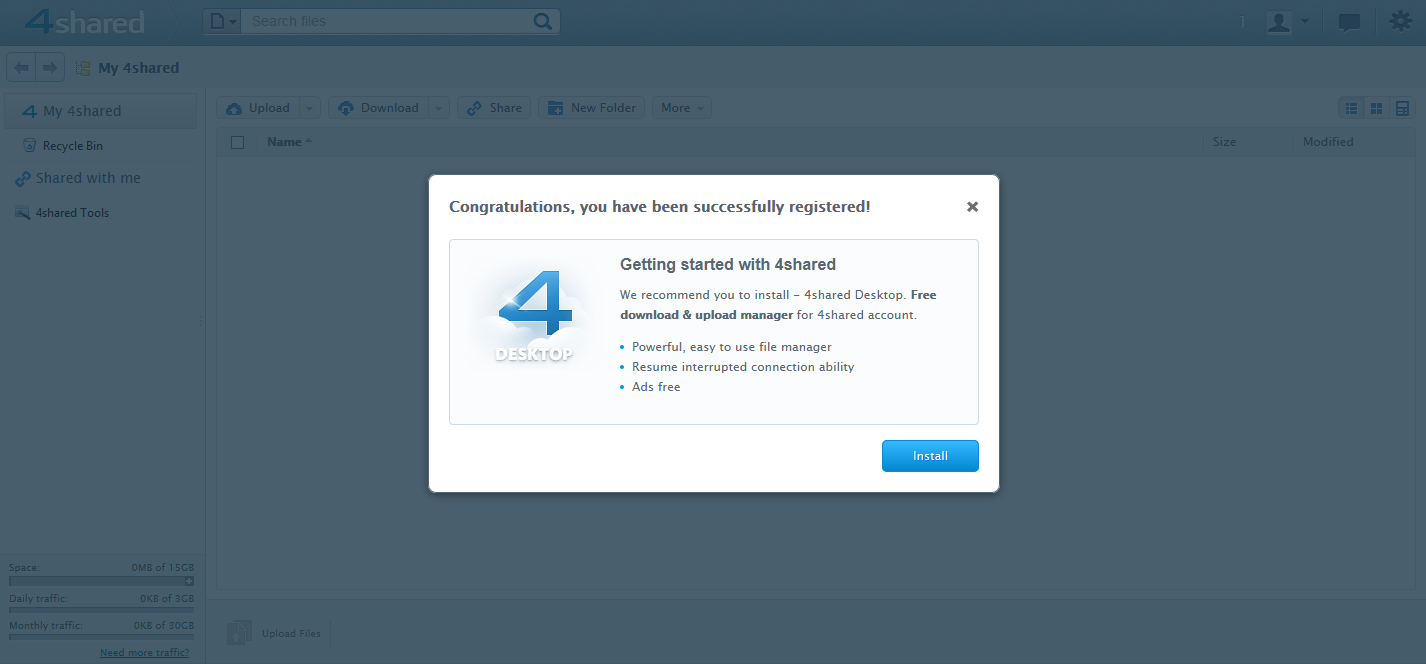 4shared
Search files
My 4shared
4 My 4shared
Recycle Bin
Shared with me
4shared Tools
Upload
Download
Share
New Folder
More
Name
Size
Modified
Congratulations, you have been successfully registered!
4
DESKTOP
Getting started with 4shared
We recommend you to install – 4shared Desktop. Free
download & upload manager for 4shared account.
• Powerful, easy to use file manager
• Resume interrupted connection ability
• Ads free
Install
Space: 0MB of 15GB
Daily traffic: 0KB of 3GB
Monthly traffic: 0KB of 30GB
Need more traffic?
Upload Files